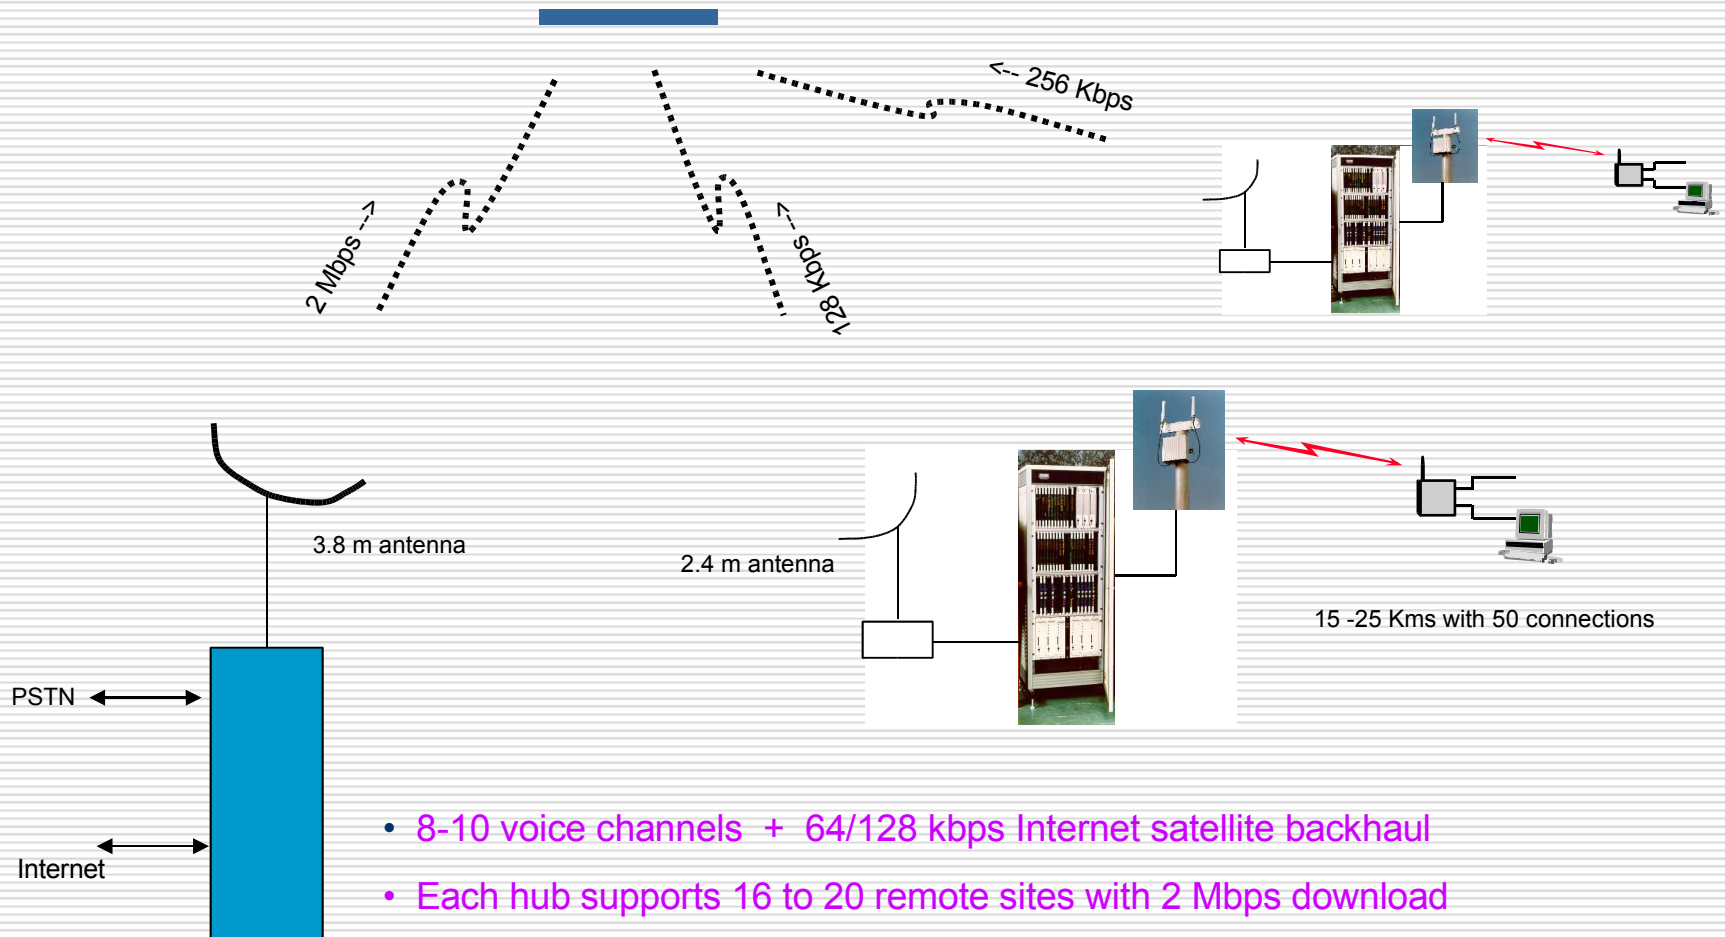 <-- 256 Kbps
2 Mbps -->
128 Kbps -->
3.8 m antenna
2.4 m antenna
15 -25 Kms with 50 connections
PSTN
Internet
• 8-10 voice channels + 64/128 kbps Internet satellite backhaul
• Each hub supports 16 to 20 remote sites with 2 Mbps download